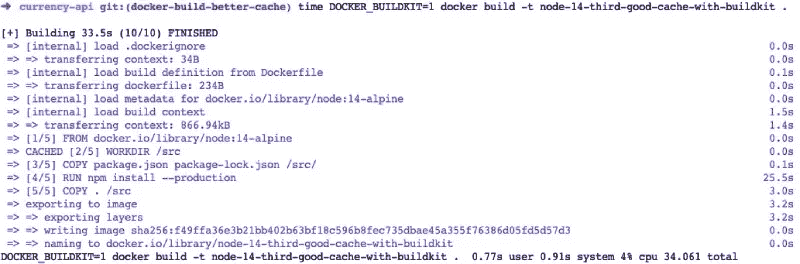 ➜ currency-api git:(docker-build-better-cache) time DOCKER_BUILDKIT=1 docker build -t node-14-third-good-cache-with-buildkit .
[+] Building 33.5s (10/10) FINISHED
=> [internal] load .dockerignore 0.0s
=> => transferring context: 34B 0.0s
=> [internal] load build definition from Dockerfile 0.1s
=> => transferring dockerfile: 234B 0.0s
=> [internal] load metadata for docker.io/library/node:14-alpine 0.0s
=> [internal] load build context 1.5s
=> => transferring context: 866.94kB 1.4s
=> [1/5] FROM docker.io/library/node:14-alpine 0.0s
=> CACHED [2/5] WORKDIR /src 0.0s
=> [3/5] COPY package.json package-lock.json /src/ 0.1s
=> [4/5] RUN npm install --production 25.5s
=> [5/5] COPY . /src 3.0s
=> exporting to image 3.2s
=> => exporting layers 3.2s
=> => writing image sha256:f49ffa36e3b21bb402b63bf18c596b8fec735dbae45a355f76386d05fd5d57d3 0.0s
=> => naming to docker.io/library/node-14-third-good-cache-with-buildkit 0.0s
DOCKER_BUILDKIT=1 docker build -t node-14-third-good-cache-with-buildkit . 0.77s user 0.91s system 4% cpu 34.061 total